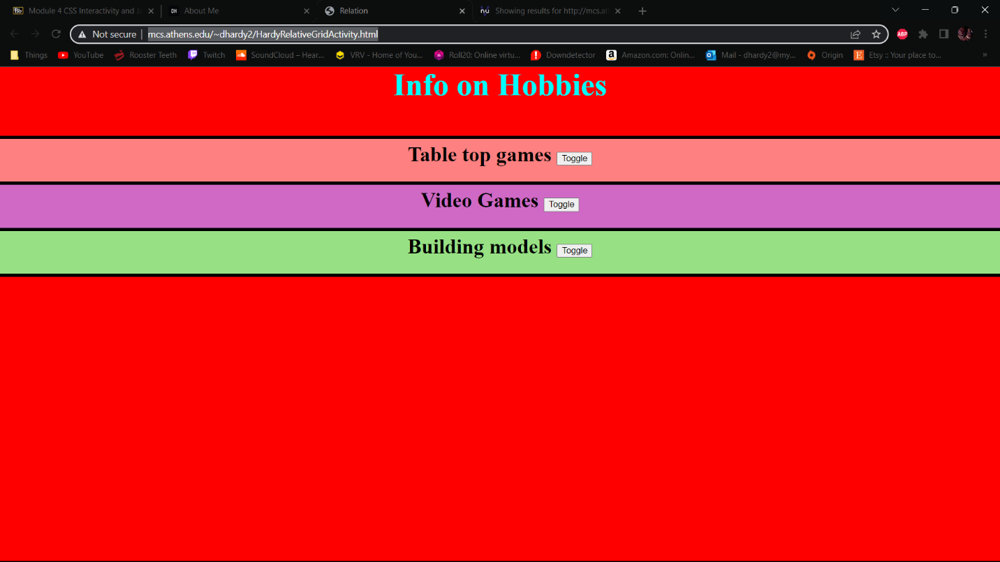 Module 4 CSS Interactivity and J
DH About Me
Relation
nu Showing results for http://mcs.at
Not secure | mcs.athens.edu/~dhardy2/HardyRelativeGridActivity.html
ABP
Things YouTube Rooster Teeth Twitch SoundCloud – Hear... VRV - Home of You... Roll20: Online virtu... Downdetector Amazon.com: Onlin... Mail - dhardy2@my... Origin Etsy :: Your place to... »
Info on Hobbies
Table top games Toggle
Video Games Toggle
Building models Toggle